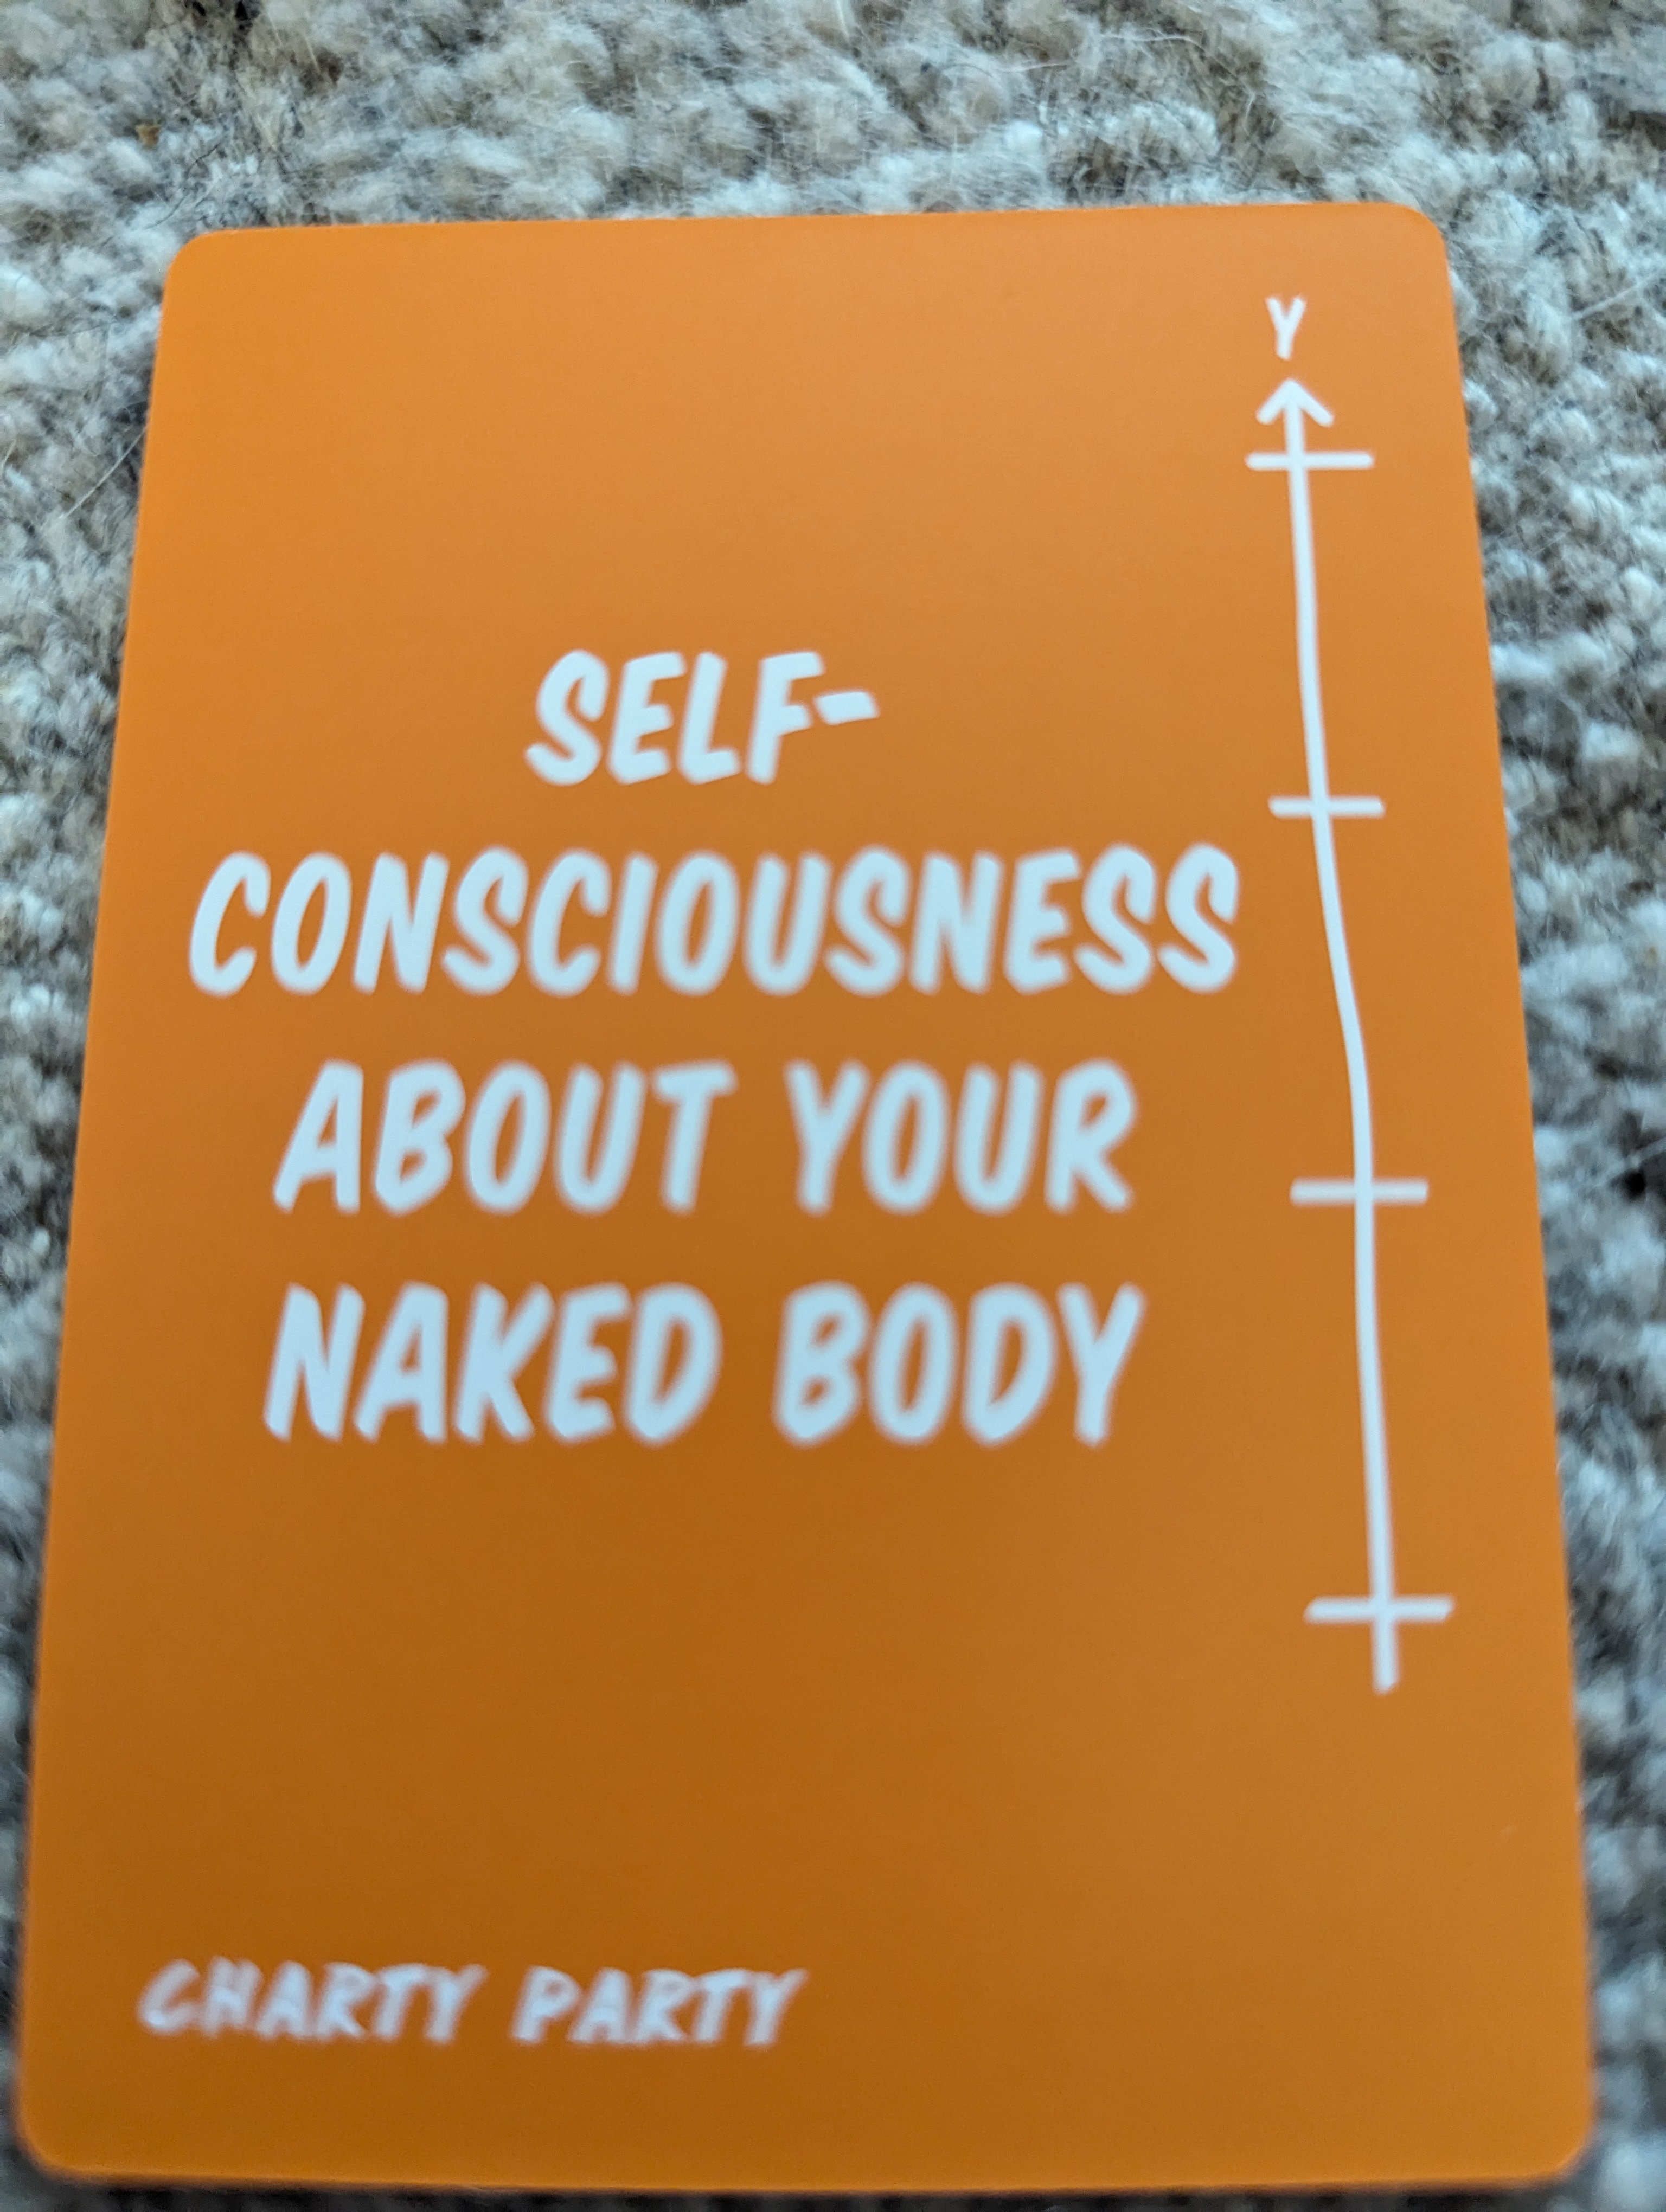 Y
SELF-
CONSCIOUSNESS
ABOUT YOUR
NAKED BODY
CHARTY PARTY